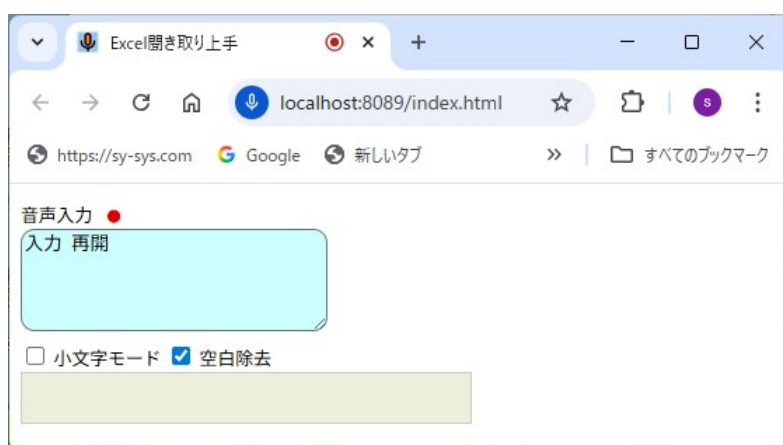 Excel聞き取り上手
localhost:8089/index.html
s
https://sy-sys.com Google 新しいタブ » すべてのブックマーク
音声入力
入力 再開
小文字モード 空白除去